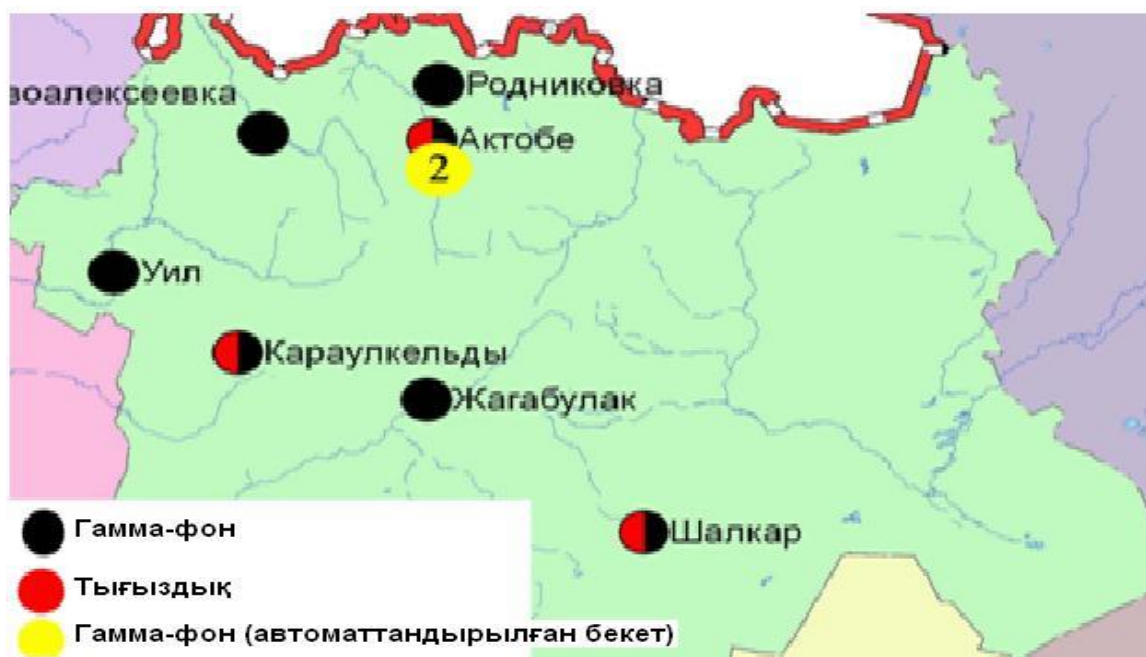 Родниковка
воалексеевка
Актобе
2
Уил
Караулкельды
Жагабулак
Шалкар
Гамма-фон
Тығыздық
Гамма-фон (автоматтандырылған бекет)